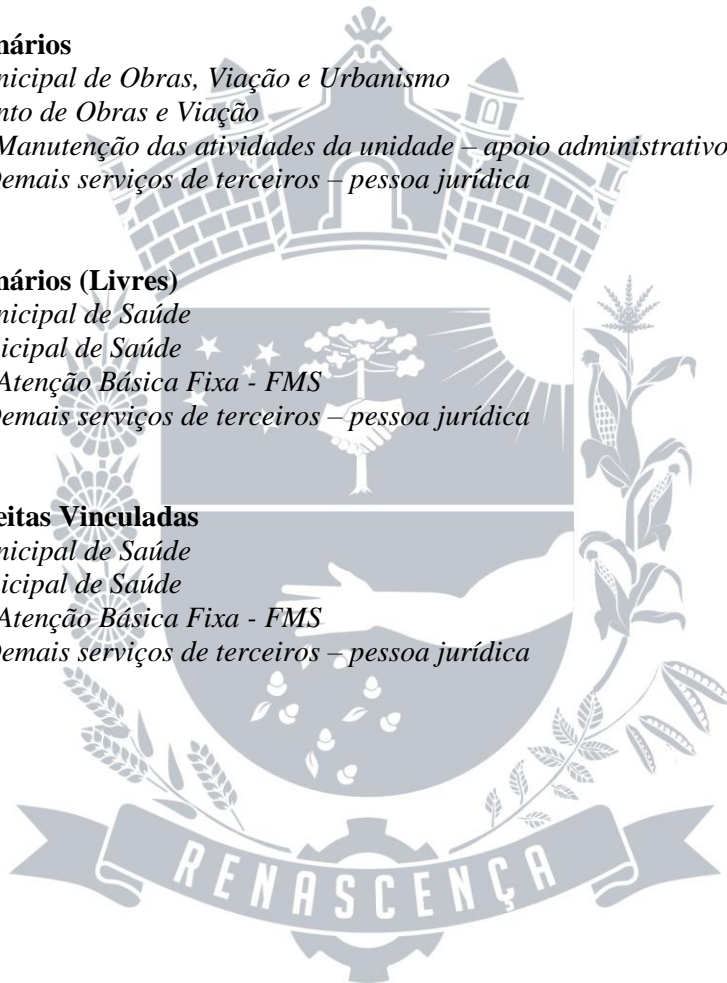 nários
nicipal de Obras, Viação e Urbanismo
nto de Obras e Viação
Manutenção das atividades da unidade – apoio administrativo
Demais serviços de terceiros – pessoa jurídica
nários (Livres)
nicipal de Saúde
icipal de Saúde
Atenção Básica Fixa - FMS
Demais serviços de terceiros – pessoa jurídica
eitas Vinculadas
nicipal de Saúde
icipal de Saúde
Atenção Básica Fixa - FMS
Demais serviços de terceiros – pessoa jurídica
RENASCENÇA